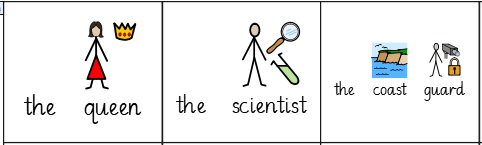 the queen
the scientist
the coast guard